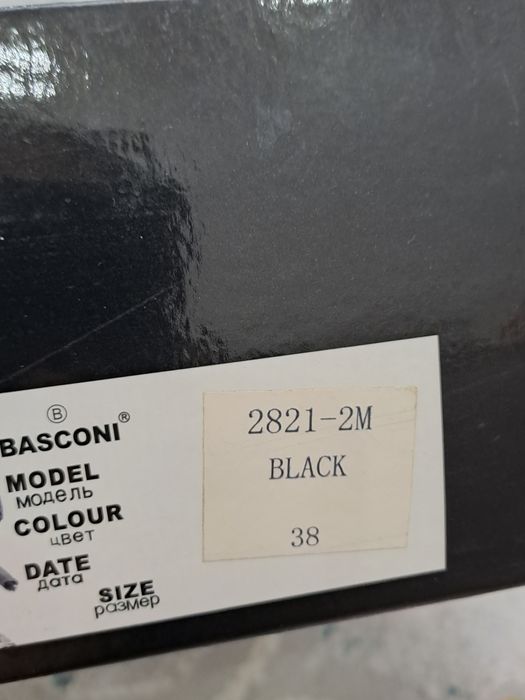 Ⓑ
BASCONI®
MODEL
модель
COLOUR
цвет
DATE
дата
SIZE
размер
2821-2M
BLACK
38